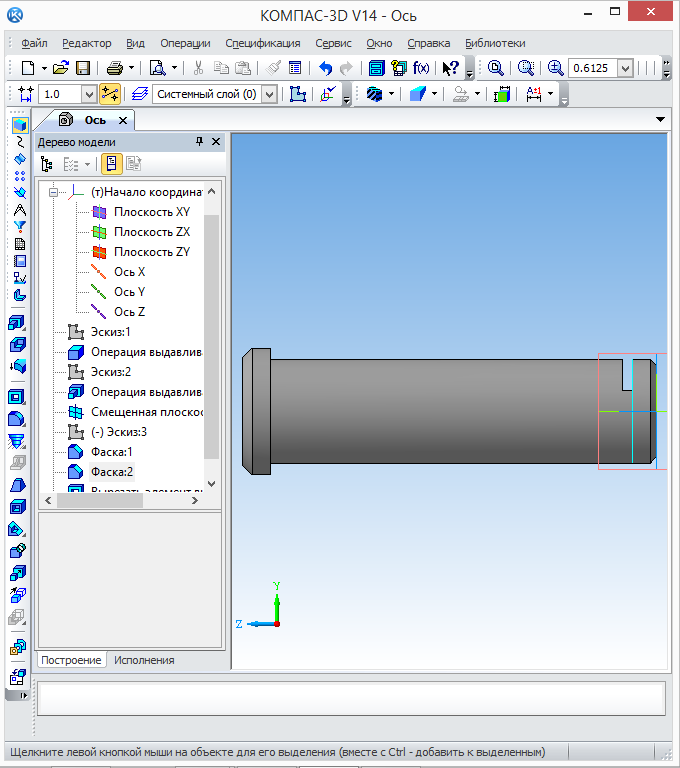 КОМПАС-3D V14 - Ось
Файл Редактор Вид Операции Спецификация Сервис Окно Справка Библиотеки
f(x) 0.6125
1.0 Системный слой (0)
Ось
Дерево модели
(т)Начало координат
Плоскость XY
Плоскость ZX
Плоскость ZY
Ось X
Ось Y
Ось Z
Эскиз:1
Операция выдавлив
Эскиз:2
Операция выдавлив
Смещенная плоскос
(-) Эскиз:3
Фаска:1
Фаска:2
Вырезать элемент
Y
Z
Построение Исполнения
Щелкните левой кнопкой мыши на объекте для его выделения (вместе с Ctrl - добавить к выделенным)